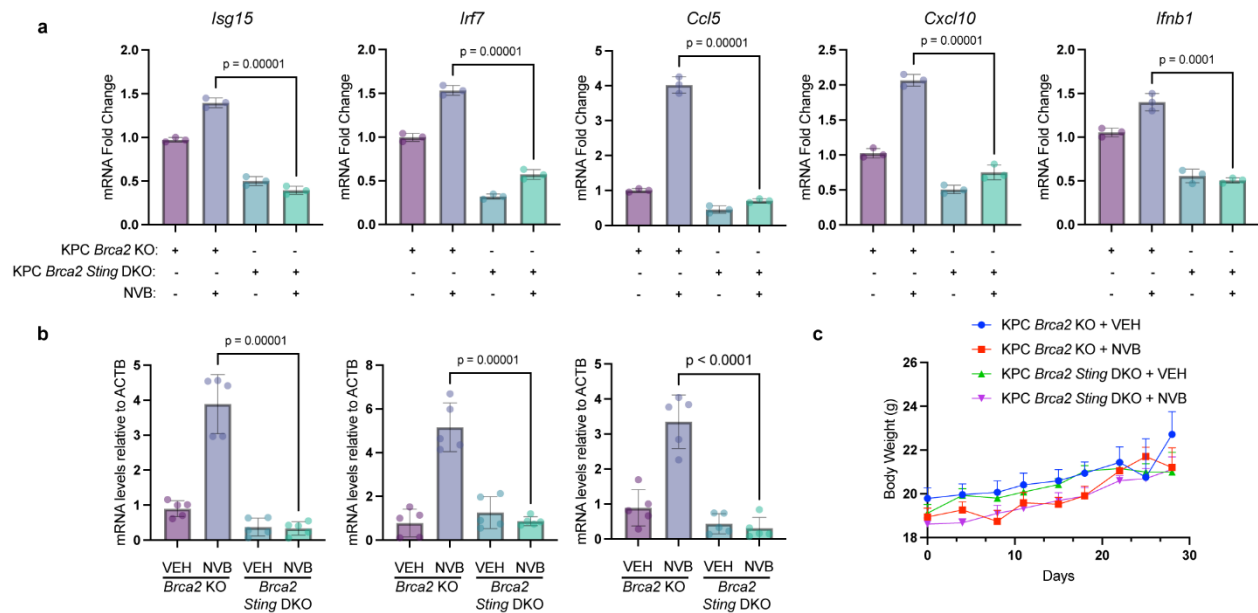 a
Isg15
Irf7
Ccl5
Cxcl10
Ifnb1
mRNA Fold Change
2.0
1.5
1.0
0.5
0.0
p = 0.00001
mRNA Fold Change
2.0
1.5
1.0
0.5
0.0
p = 0.00001
mRNA Fold Change
5
4
3
2
1
0
p = 0.00001
mRNA Fold Change
2.5
2.0
1.5
1.0
0.5
0.0
p = 0.00001
mRNA Fold Change
2.0
1.5
1.0
0.5
0.0
p = 0.0001
KPC Brca2 KO: + + - - + + - - + + - - + + - - + + - -
KPC Brca2 Sting DKO: - - + + - - + + - - + + - - + + - - + +
NVB: - + - + - + - + - + - + - + - + - + - +
b
mRNA levels relative to ACTB
5
4
3
2
1
0
p = 0.00001
VEH NVB VEH NVB
Brca2 KO Brca2
Sting DKO
mRNA levels relative to ACTB
8
6
4
2
0
p = 0.00001
VEH NVB VEH NVB
Brca2 KO Brca2
Sting DKO
mRNA levels relative to ACTB
5
4
3
2
1
0
p < 0.0001
VEH NVB VEH NVB
Brca2 KO Brca2
Sting DKO
c
KPC Brca2 KO + VEH
KPC Brca2 KO + NVB
KPC Brca2 Sting DKO + VEH
KPC Brca2 Sting DKO + NVB
Body Weight (g)
26
24
22
20
18
0 10 20 30
Days